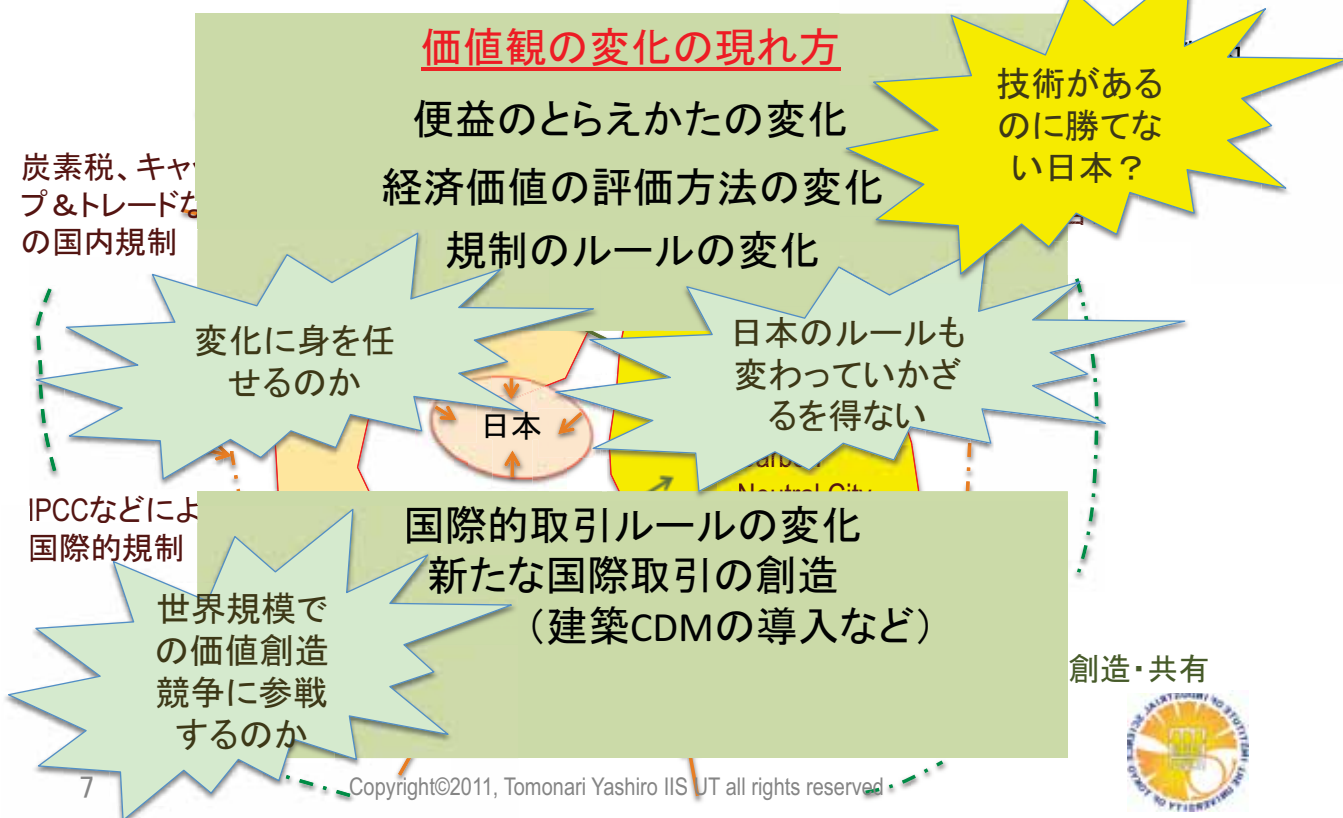 価値観の変化の現れ方
便益のとらえかたの変化
経済価値の評価方法の変化
規制のルールの変化
技術がある
のに勝てな
い日本？
炭素税、キャッ
プ＆トレードな
の国内規制
変化に身を任
せるのか
日本のルールも
変わっていかざ
るを得ない
日本
Neutral City
IPCCなどによ
国際的規制
国際的取引ルールの変化
新たな国際取引の創造
（建築CDMの導入など）
世界規模で
の価値創造
競争に参戦
するのか
創造・共有
7
Copyright©2011, Tomonari Yashiro IIS UT all rights reserved